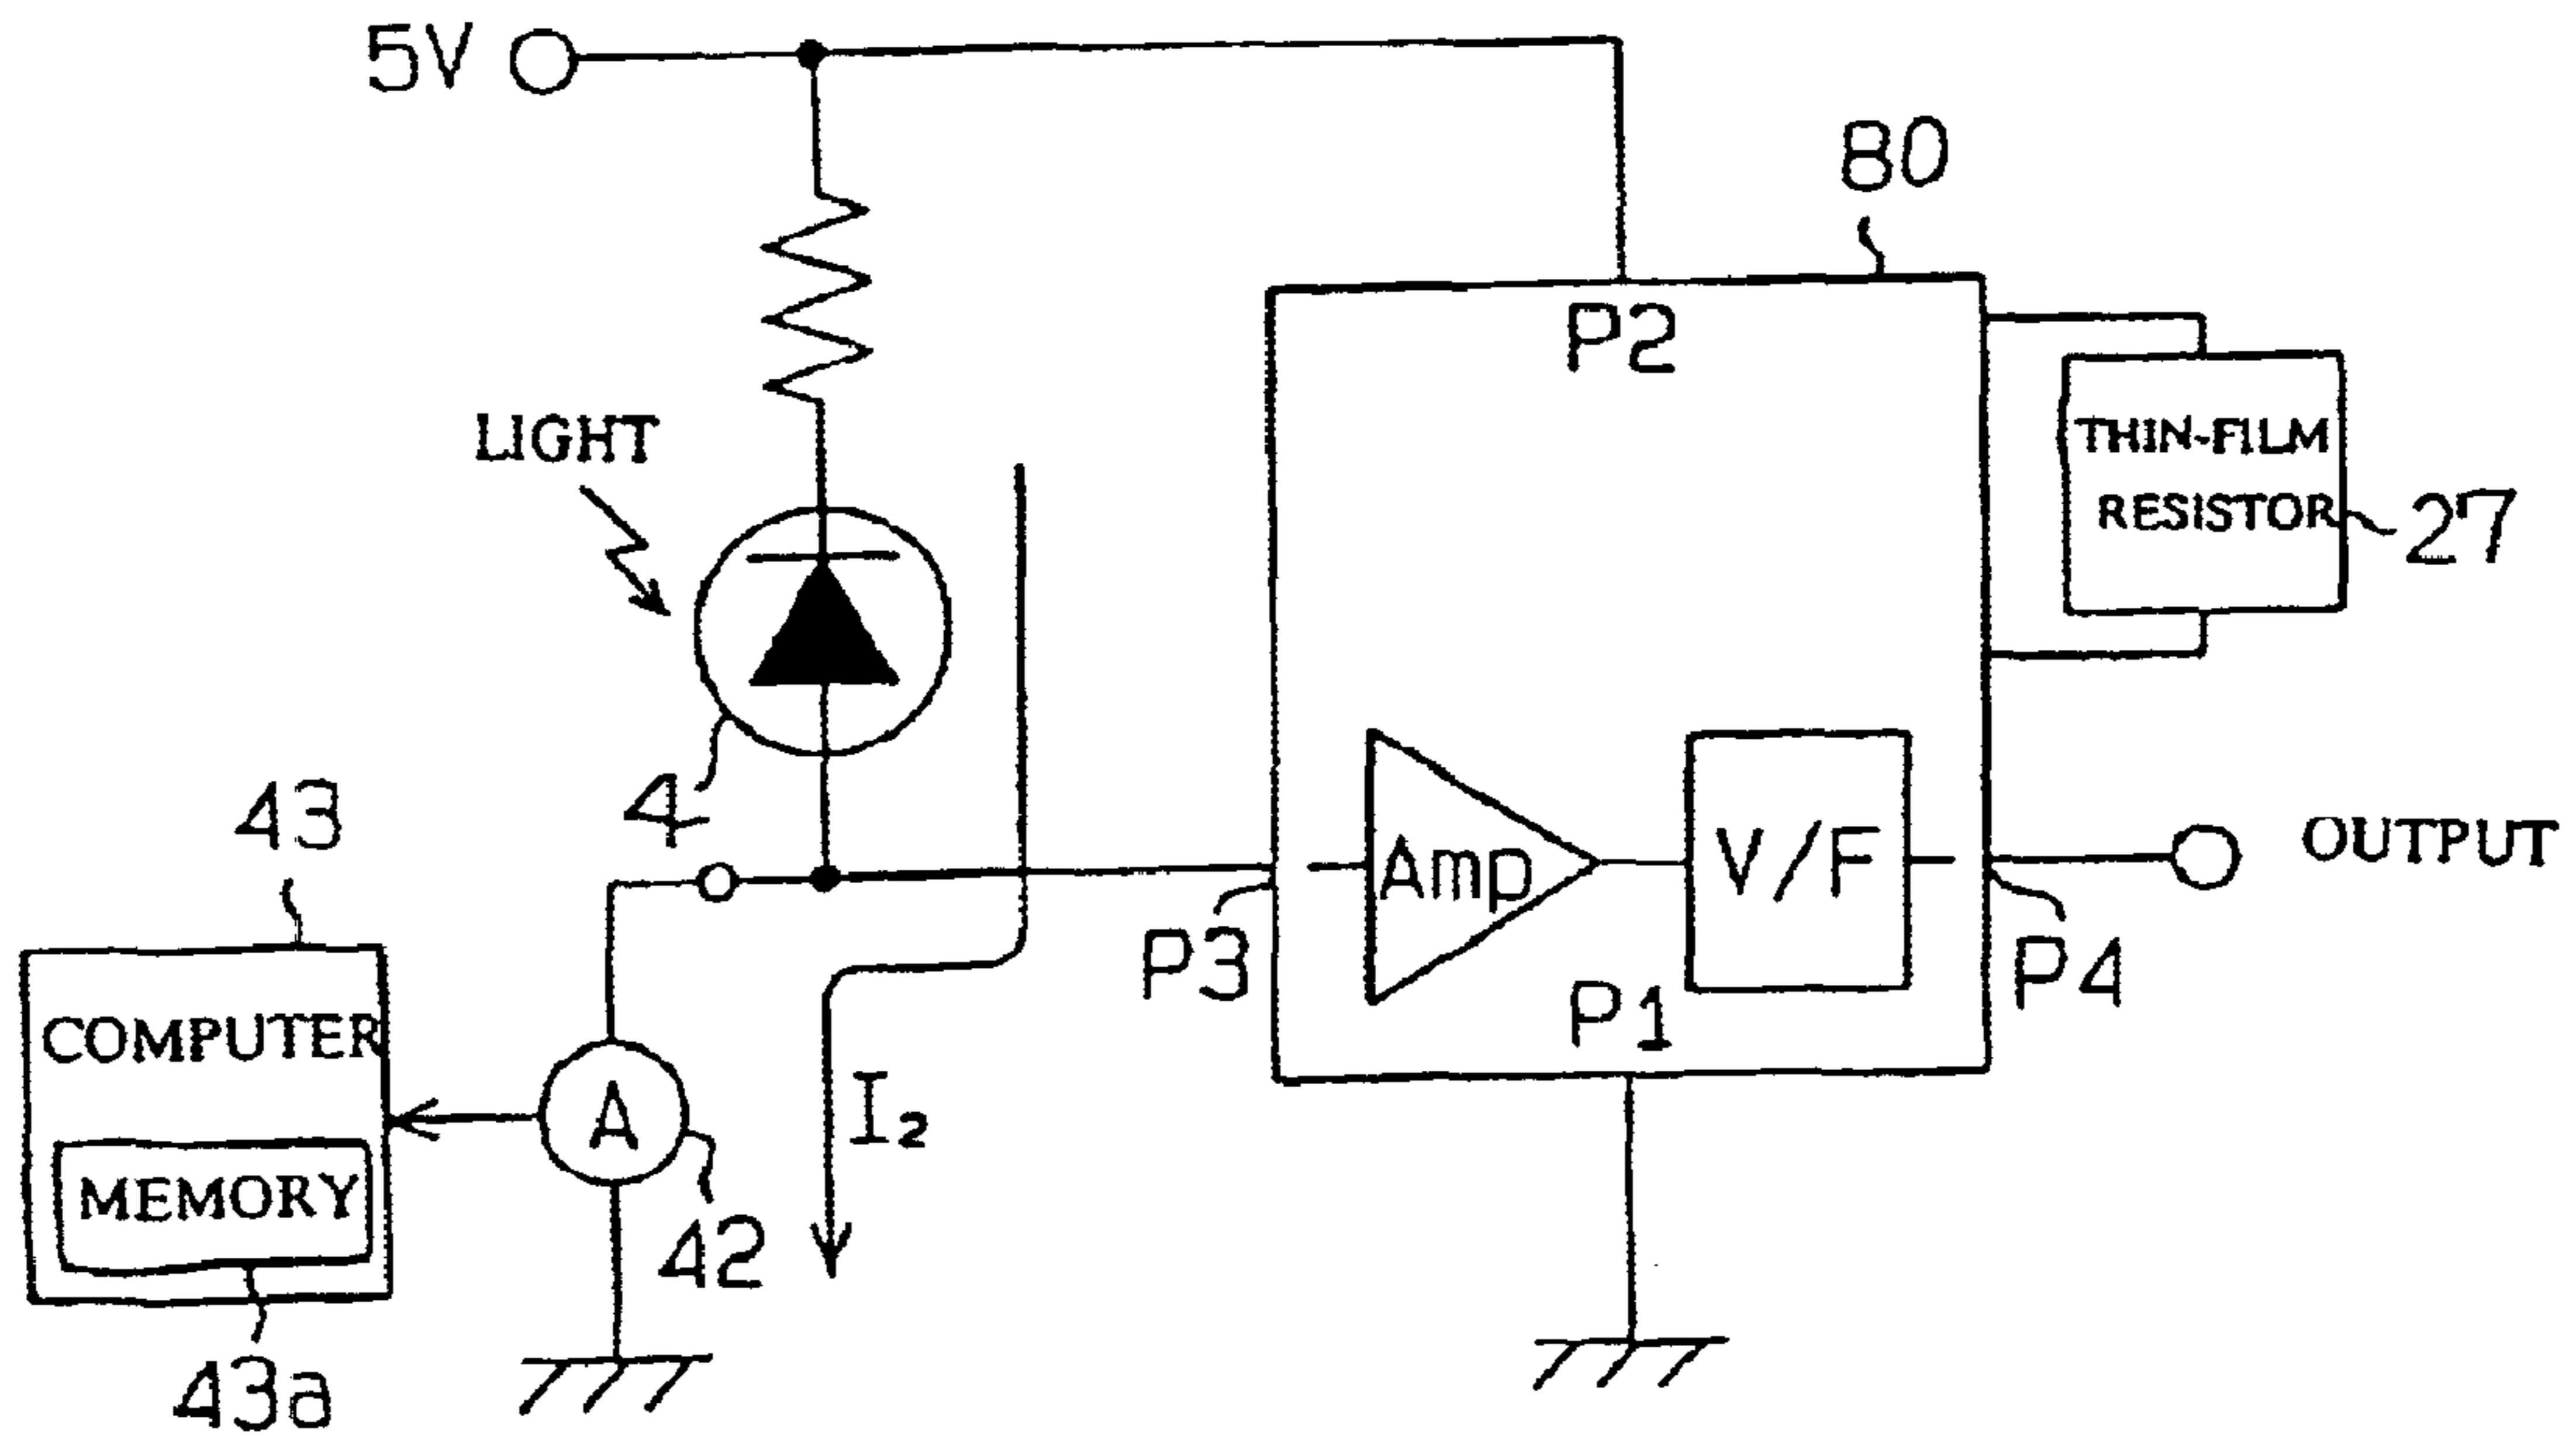 5V
80
P2
LIGHT
THIN-FILM
RESISTOR
27
4
43
Amp
V/F
OUTPUT
P3
P4
P1
COMPUTER
A
I₂
MEMORY
42
43a